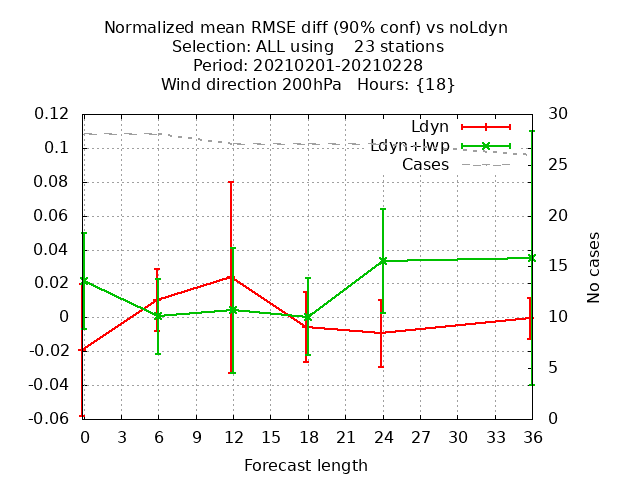 Normalized mean RMSE diff (90% conf) vs noLdyn
Selection: ALL using    23 stations
Period: 20210201-20210228
Wind direction 200hPa   Hours: {18}
0.12
0.1
0.08
0.06
0.04
0.02
0
-0.02
-0.04
-0.06
Ldyn
Ldyn+lwp
Cases
30
25
20
15
10
5
0
No cases
0 3 6 9 12 15 18 21 24 27 30 33 36
Forecast length